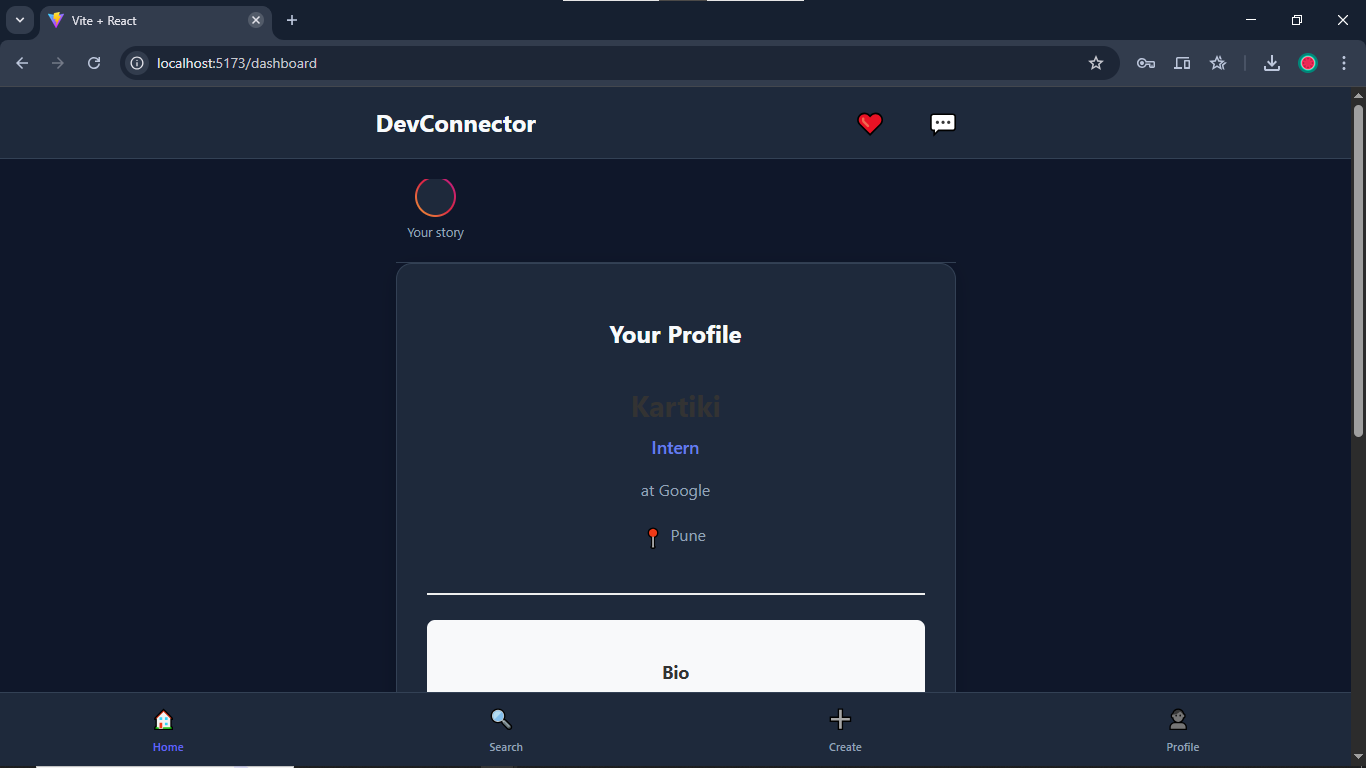 Vite + React
localhost:5173/dashboard
DevConnector
Your story
Your Profile
Kartiki
Intern
at Google
Pune
Bio
Home
Search
Create
Profile